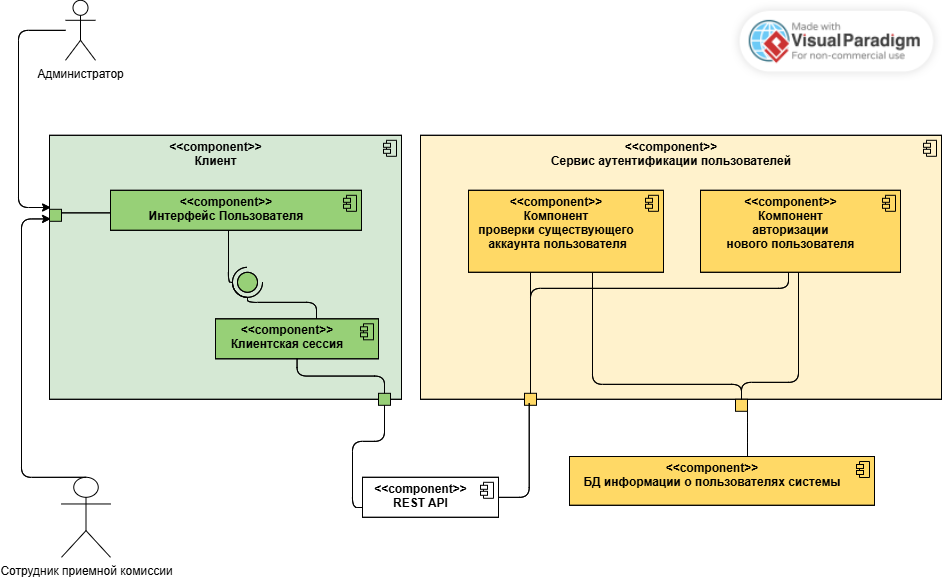 Made with
Visual Paradigm
For non-commercial use
Администратор
<<component>>
Клиент
<<component>>
Интерфейс Пользователя
<<component>>
Клиентская сессия
<<component>>
Сервис аутентификации пользователей
<<component>>
Компонент
проверки существующего
аккаунта пользователя
<<component>>
Компонент
авторизации
нового пользователя
<<component>>
REST API
<<component>>
БД информации о пользователях системы
Сотрудник приемной комиссии